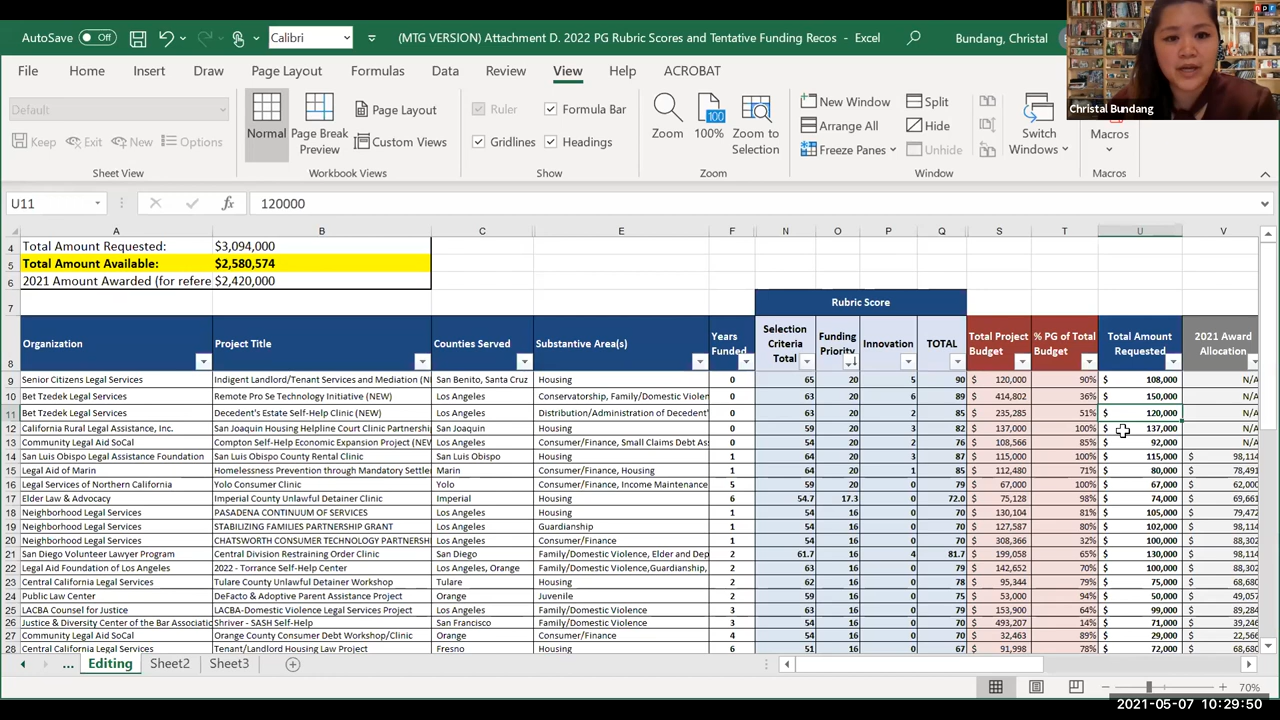 AutoSave Off Calibri (MTG VERSION) Attachment D. 2022 PG Rubric Scores and Tentative Funding Recos - Excel Bundang, Christal
npr
Christal Bundang
File Home Insert Draw Page Layout Formulas Data Review View Help ACROBAT
Default Normal Page Break Preview Page Layout Ruler Formula Bar Zoom 100% Zoom to Selection New Window Split Switch Windows Macros
Keep Exit New Options Custom Views Gridlines Headings Arrange All Hide Freeze Panes Unhide
Sheet View Workbook Views Show Zoom Window Macros
U11 fx 120000
A B C E F N O P Q S T U V
4 Total Amount Requested: $3,094,000
5 Total Amount Available: $2,580,574
6 2021 Amount Awarded (for refere $2,420,000
7 Rubric Score
8 Organization Project Title Counties Served Substantive Area(s) Years Funded Selection Criteria Total Funding Priority Innovation TOTAL Total Project Budget % PG of Total Budget Total Amount Requested 2021 Award Allocation
9 Senior Citizens Legal Services Indigent Landlord/Tenant Services and Mediation (N San Benito, Santa Cruz Housing 0 65 20 5 90 $ 120,000 90% $ 108,000 N/A
10 Bet Tzedek Legal Services Remote Pro Se Technology Initiative (NEW) Los Angeles Conservatorship, Family/Domestic Violen 0 63 20 6 89 $ 414,802 36% $ 150,000 N/A
11 Bet Tzedek Legal Services Decedent's Estate Self-Help Clinic (NEW) Los Angeles Distribution/Administration of Decedent' 0 63 20 2 85 $ 235,285 51% $ 120,000 N/A
12 California Rural Legal Assistance, Inc. San Joaquin Housing Helpline Court Clinic Partner San Joaquin Housing 0 59 20 3 82 $ 137,000 100% $ 137,000 N/A
13 Community Legal Aid SoCal Compton Self-Help Economic Expansion Project (N Los Angeles Consumer/Finance, Small Claims Debt As 0 54 20 2 76 $ 108,566 85% $ 92,000 N/A
14 San Luis Obispo Legal Assistance Foundation San Luis Obispo County Rental Clinic San Luis Obispo Housing 1 64 20 3 87 $ 115,000 100% $ 115,000 $ 98,114
15 Legal Aid of Marin Homelessness Prevention through Mandatory Settle Marin Consumer/Finance, Housing 1 64 20 1 85 $ 112,480 71% $ 80,000 $ 78,491
16 Legal Services of Northern California Yolo Consumer Clinic Yolo Consumer/Finance, Income Maintenance 5 59 20 0 79 $ 67,000 100% $ 67,000 $ 62,000
17 Elder Law & Advocacy Imperial County Unlawful Detainer Clinic Imperial Housing 6 54.7 17.3 0 72.0 $ 75,128 98% $ 74,000 $ 69,661
18 Neighborhood Legal Services PASADENA CONTINUUM OF SERVICES Los Angeles Housing 1 54 16 0 70 $ 130,104 81% $ 105,000 $ 79,472
19 Neighborhood Legal Services STABILIZING FAMILIES PARTNERSHIP GRANT Los Angeles Guardianship 1 54 16 0 70 $ 127,587 80% $ 102,000 $ 98,114
20 Neighborhood Legal Services CHATSWORTH CONSUMER TECHNOLOGY PARTNERSH Los Angeles Consumer/Finance 1 54 16 0 70 $ 308,366 32% $ 100,000 $ 98,114
21 San Diego Volunteer Lawyer Program Central Division Restraining Order Clinic San Diego Family/Domestic Violence, Elder and Dep 2 61.7 16 4 81.7 $ 199,058 65% $ 130,000 $ 98,114
22 Legal Aid Foundation of Los Angeles 2022 - Torrance Self-Help Center Los Angeles, Orange Family/Domestic Violence,Guardianship, 2 63 16 0 79 $ 142,652 70% $ 100,000 $ 88,302
23 Central California Legal Services Tulare County Unlawful Detainer Workshop Tulare Housing 2 62 16 0 78 $ 95,344 79% $ 75,000 $ 68,680
24 Public Law Center DeFacto & Adoptive Parent Assistance Project Orange Juvenile 2 59 16 0 75 $ 53,000 94% $ 50,000 $ 49,057
25 LACBA Counsel for Justice LACBA-Domestic Violence Legal Services Project Los Angeles Family/Domestic Violence 3 63 16 0 79 $ 153,900 64% $ 99,000 $ 89,284
26 Justice & Diversity Center of the Bar Associatio Shriver - SASH Self-Help San Francisco Family/Domestic Violence 3 54 16 0 70 $ 493,207 14% $ 71,000 $ 39,246
27 Community Legal Aid SoCal Orange County Consumer Debt Workshop/Clinic Orange Consumer/Finance 4 54 16 0 70 $ 32,463 89% $ 29,000 $ 22,566
28 Tenant/Landlord Housing Law Project Fresno Housing 6 51 16 0 67 $ 91,998 78% $ 72,000 $ 68,680
... Editing Sheet2 Sheet3
70%
2021-05-07 10:29:50